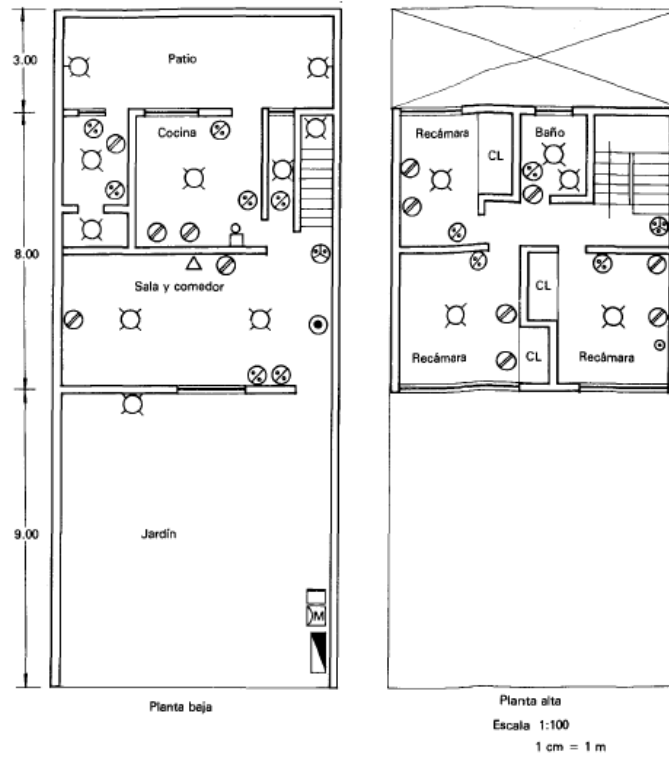 3.00
Patio
Cocina
8.00
Sala y comedor
9.00
Jardín
M
Planta baja
Recámara
CL
Baño
CL
Recámara
CL
Recámara
Planta alta
Escala 1:100
1 cm = 1 m